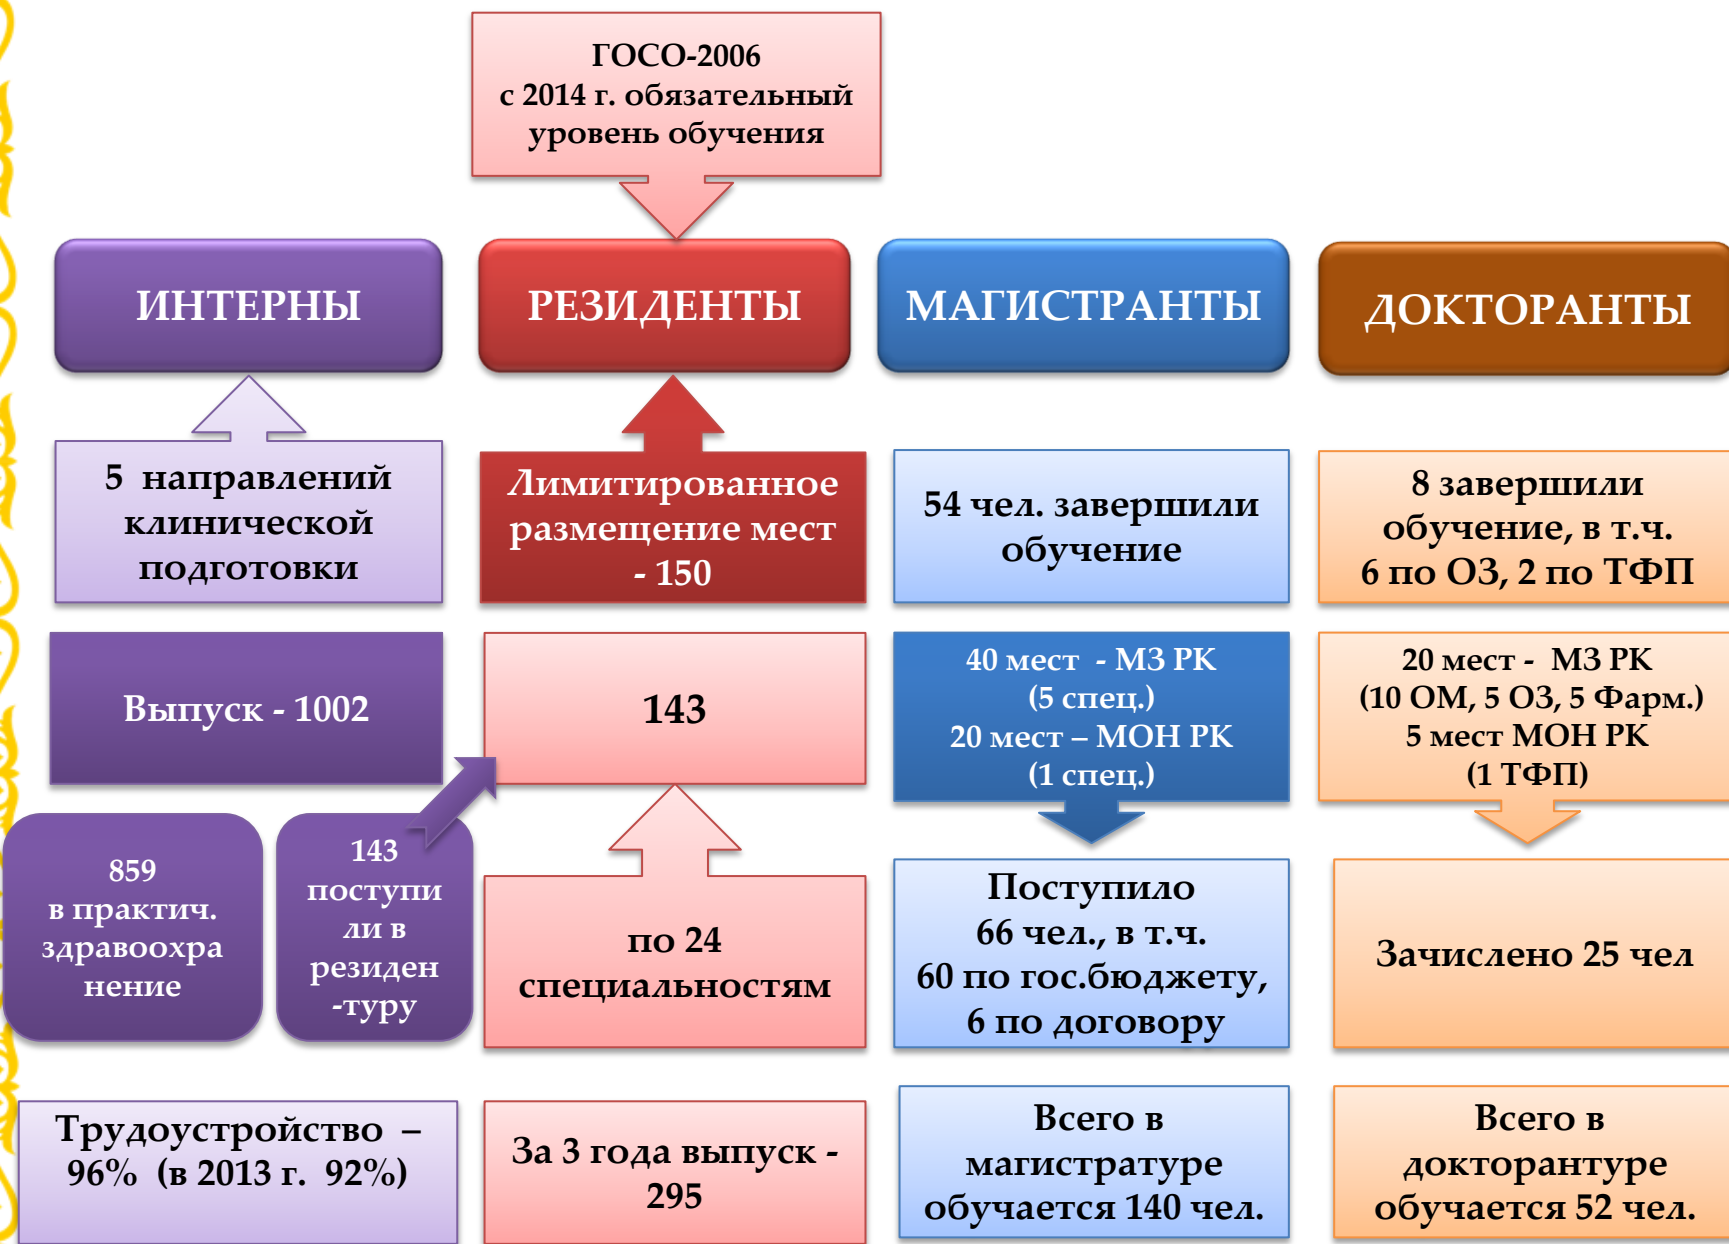 ГОСО-2006
с 2014 г. обязательный
уровень обучения
ИНТЕРНЫ
РЕЗИДЕНТЫ
МАГИСТРАНТЫ
ДОКТОРАНТЫ
5 направлений
клинической
подготовки
Лимитированное
размещение мест
- 150
54 чел. завершили
обучение
8 завершили
обучение, в т.ч.
6 по ОЗ, 2 по ТФП
Выпуск - 1002
143
40 мест - МЗ РК
(5 спец.)
20 мест – МОН РК
(1 спец.)
20 мест - МЗ РК
(10 ОМ, 5 ОЗ, 5 Фарм.)
5 мест МОН РК
(1 ТФП)
859
в практич.
здравоохра
нение
143
поступи
ли в
резиден
-туру
по 24
специальностям
Поступило
66 чел., в т.ч.
60 по гос.бюджету,
6 по договору
Зачислено 25 чел
Трудоустройство –
96% (в 2013 г. 92%)
За 3 года выпуск -
295
Всего в
магистратуре
обучается 140 чел.
Всего в
докторантуре
обучается 52 чел.